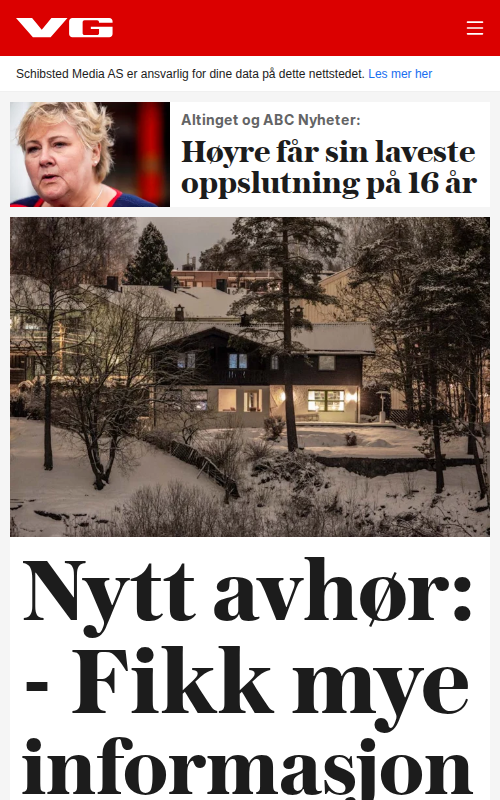 VG
Schibsted Media AS er ansvarlig for dine data på dette nettstedet. Les mer her
Altinget og ABC Nyheter:
Høyre får sin laveste
oppslutning på 16 år
Nytt avhør:
- Fikk mye
informasjon